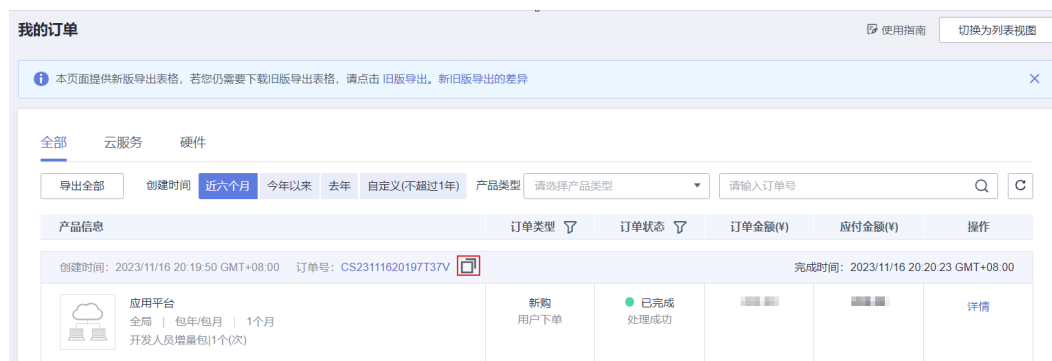 我的订单 使用指南 切换为列表视图
本页面提供新版导出表格，若您仍需要下载旧版导出表格，请点击 旧版导出。新旧版导出的差异
全部 云服务 硬件
导出全部 创建时间 近六个月 今年以来 去年 自定义(不超过1年) 产品类型 请选择产品类型 请输入订单号
产品信息 订单类型 订单状态 订单金额(¥) 应付金额(¥) 操作
创建时间：2023/11/16 20:19:50 GMT+08:00 订单号：CS23111620197T37V 完成时间：2023/11/16 20:20:23 GMT+08:00
应用平台 新购 已完成 详情
全局 | 包年/包月 | 1个月 用户下单 处理成功
开发人员增量包|1个(次)